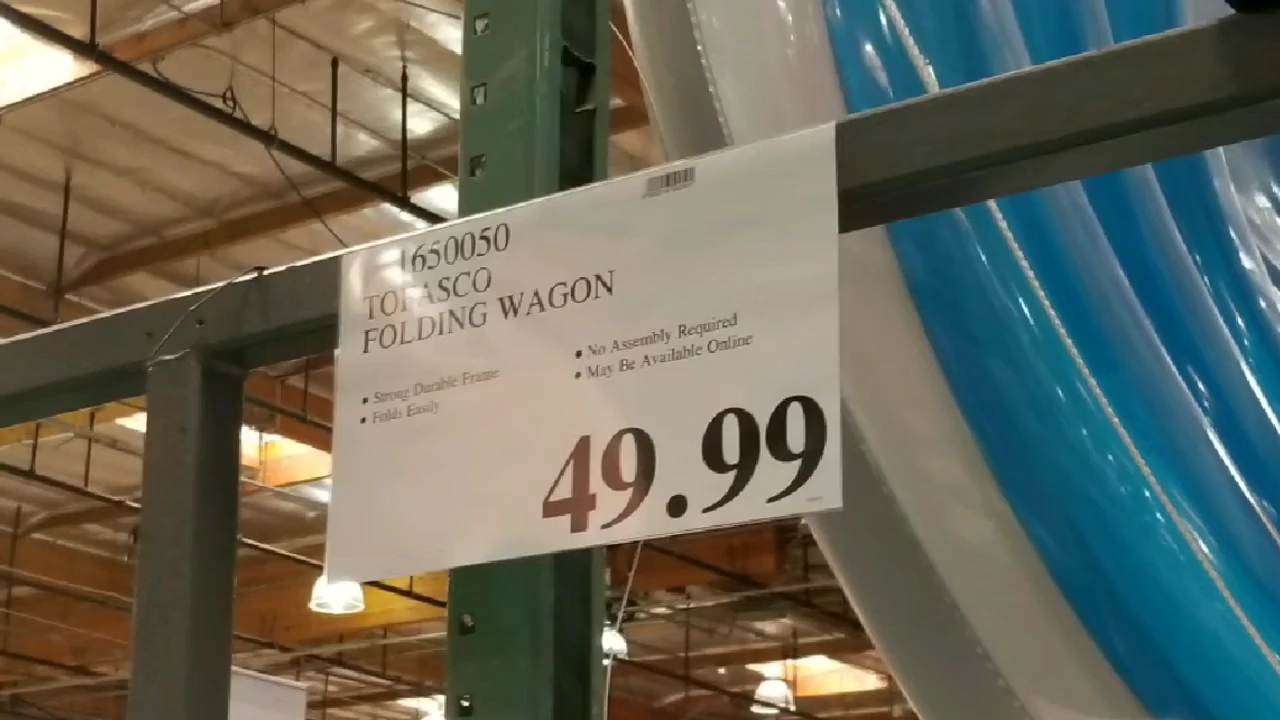 1650050
TOFASCO
FOLDING WAGON
• Strong Durable Frame
• Folds Easily
• No Assembly Required
• May Be Available Online
49.99